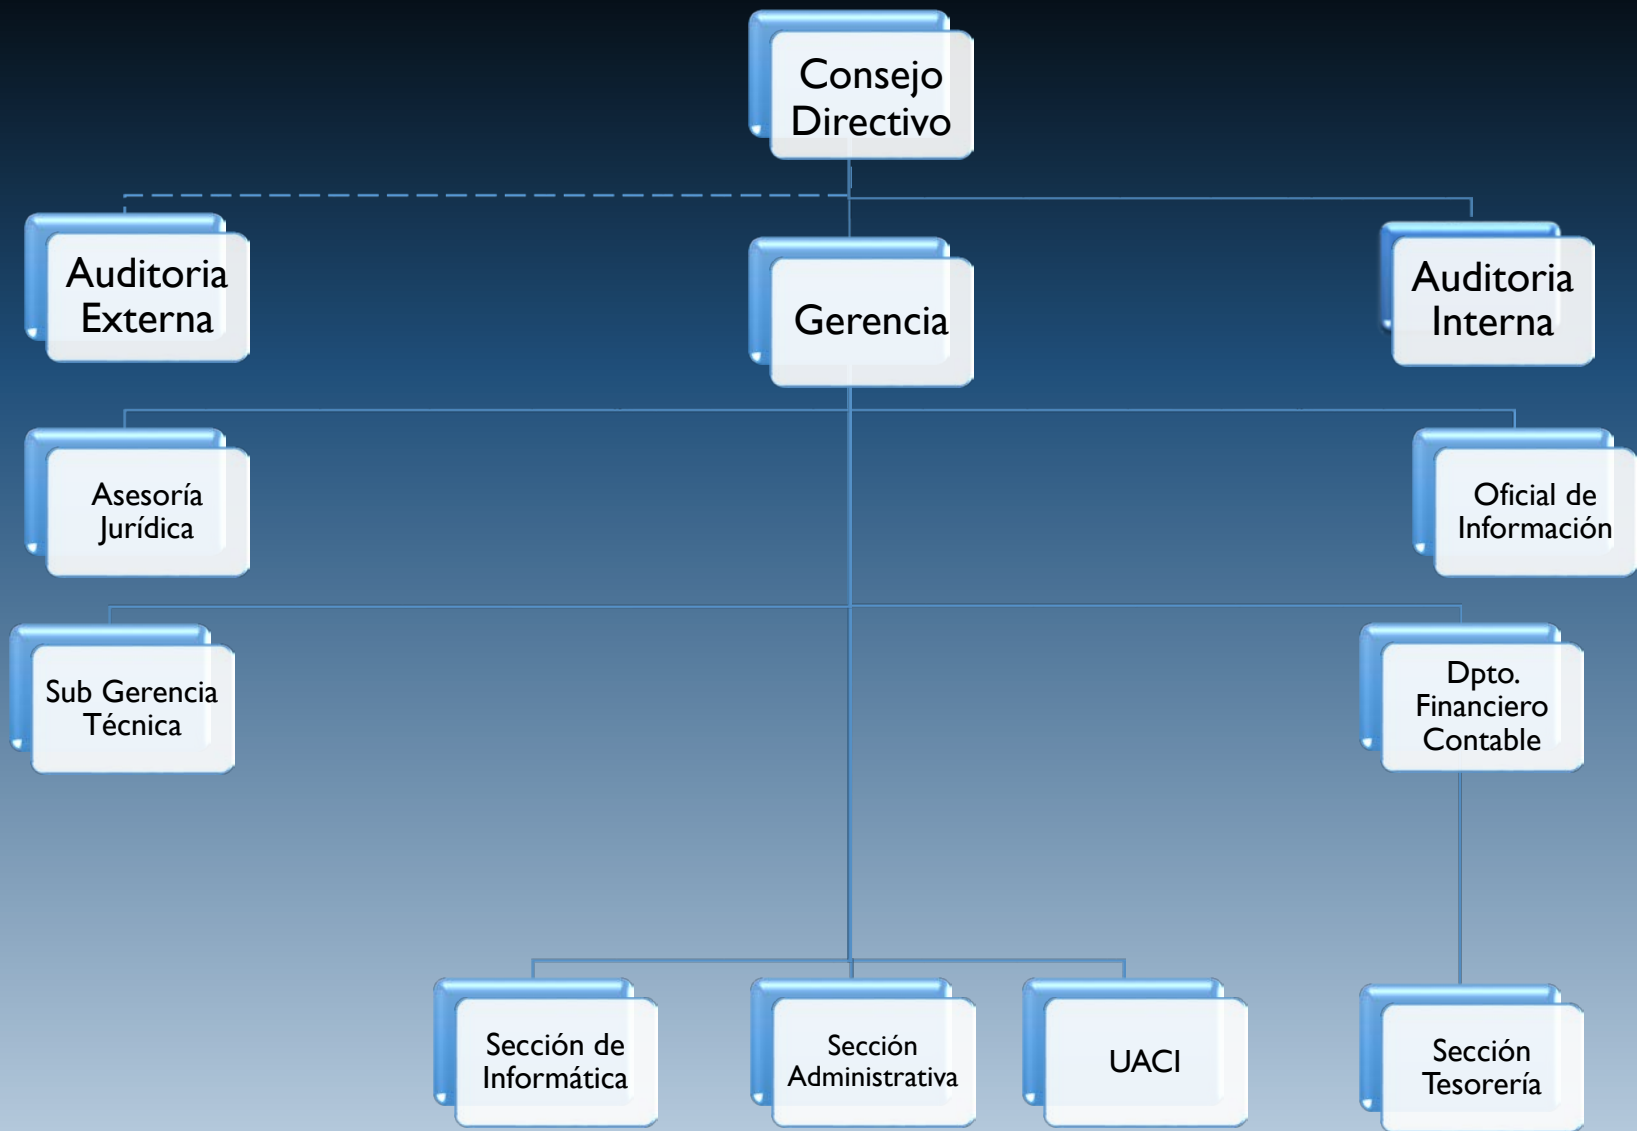 Consejo
Directivo
Auditoria
Externa
Gerencia
Auditoria
Interna
Asesoría
Jurídica
Oficial de
Información
Sub Gerencia
Técnica
Dpto.
Financiero
Contable
Sección de
Informática
Sección
Administrativa
UACI
Sección
Tesorería